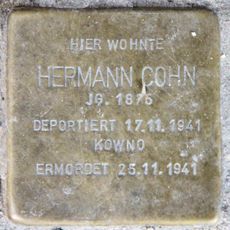 HIER WOHNTE
HERMANN COHN
JG. 1876
DEPORTIERT 17.11.1941
KOWNO
ERMORDET 25.11.1941